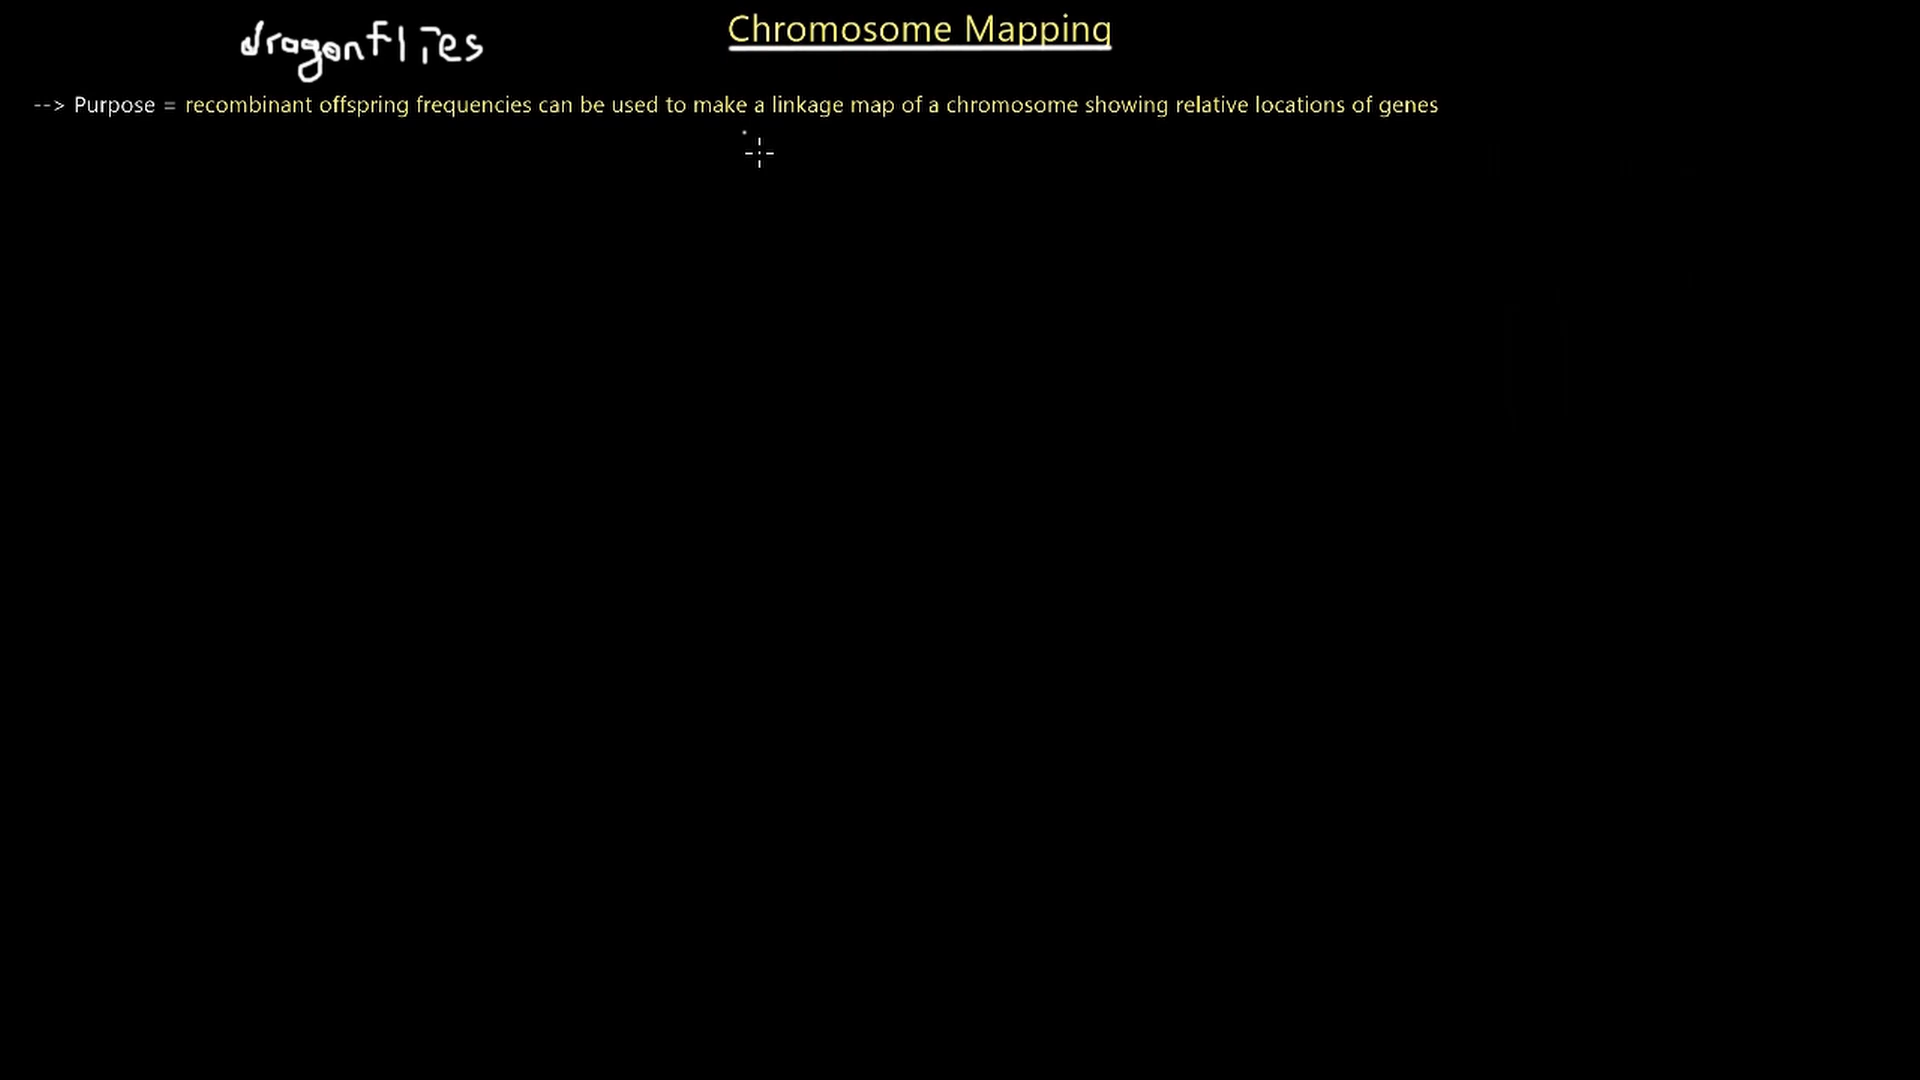 dragonflies
Chromosome Mapping
--> Purpose = recombinant offspring frequencies can be used to make a linkage map of a chromosome showing relative locations of genes